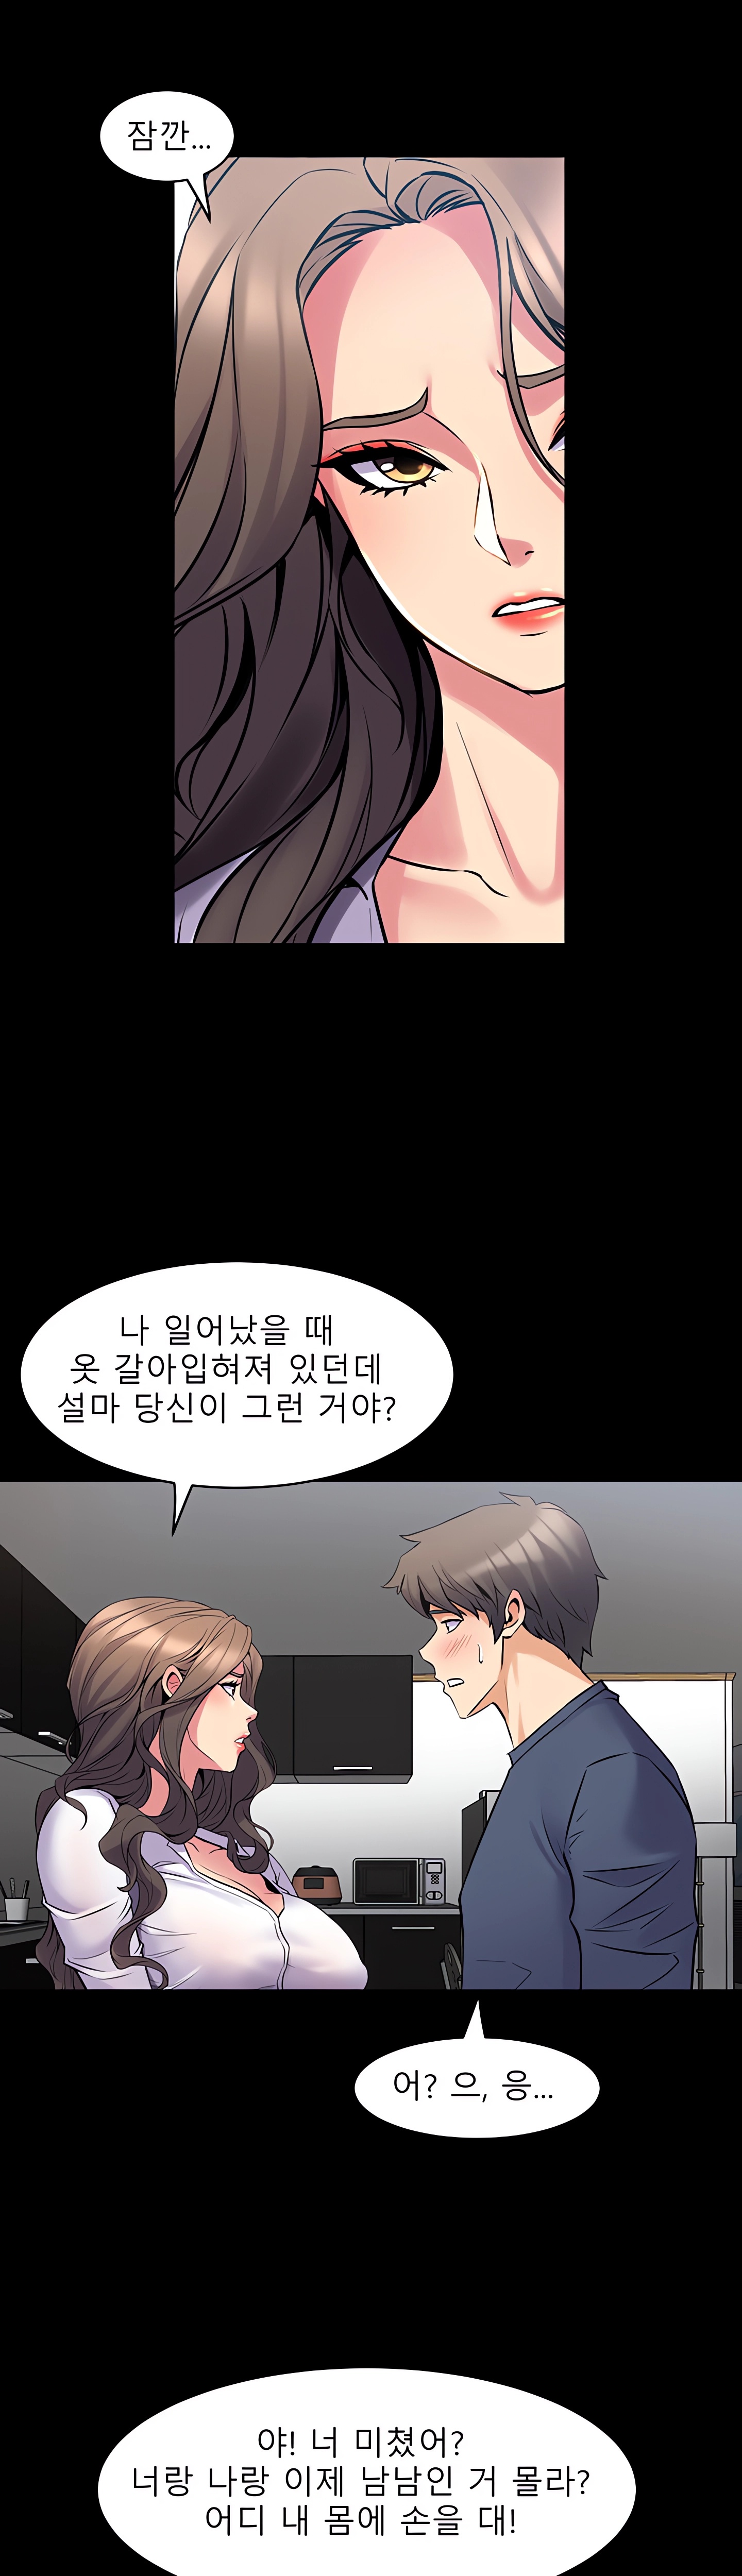 잠깐...
나 일어났을 때
옷 갈아입혀져 있던데
설마 당신이 그런 거야?
어? 으, 응...
야! 너 미쳤어?
너랑 나랑 이제 남남인 거 몰라?
어디 내 몸에 손을 대!